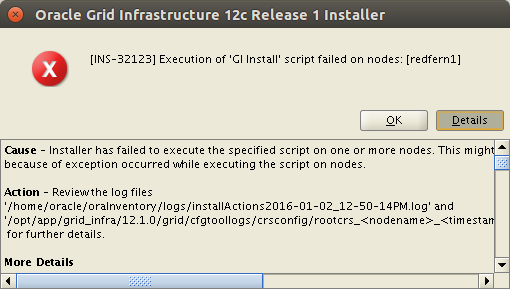 Oracle Grid Infrastructure 12c Release 1 Installer
[INS-32123] Execution of 'GI Install' script failed on nodes: [redfern1]
OK
Details
Cause - Installer has failed to execute the specified script on one or more nodes. This might
because of exception occurred while executing the script on nodes.
Action - Review the log files
'/home/oracle/oraInventory/logs/installActions2016-01-02_12-50-14PM.log' and
'/opt/app/grid_infra/12.1.0/grid/cfgtoollogs/crsconfig/rootcrs_<nodename>_<timestam
for further details.
More Details